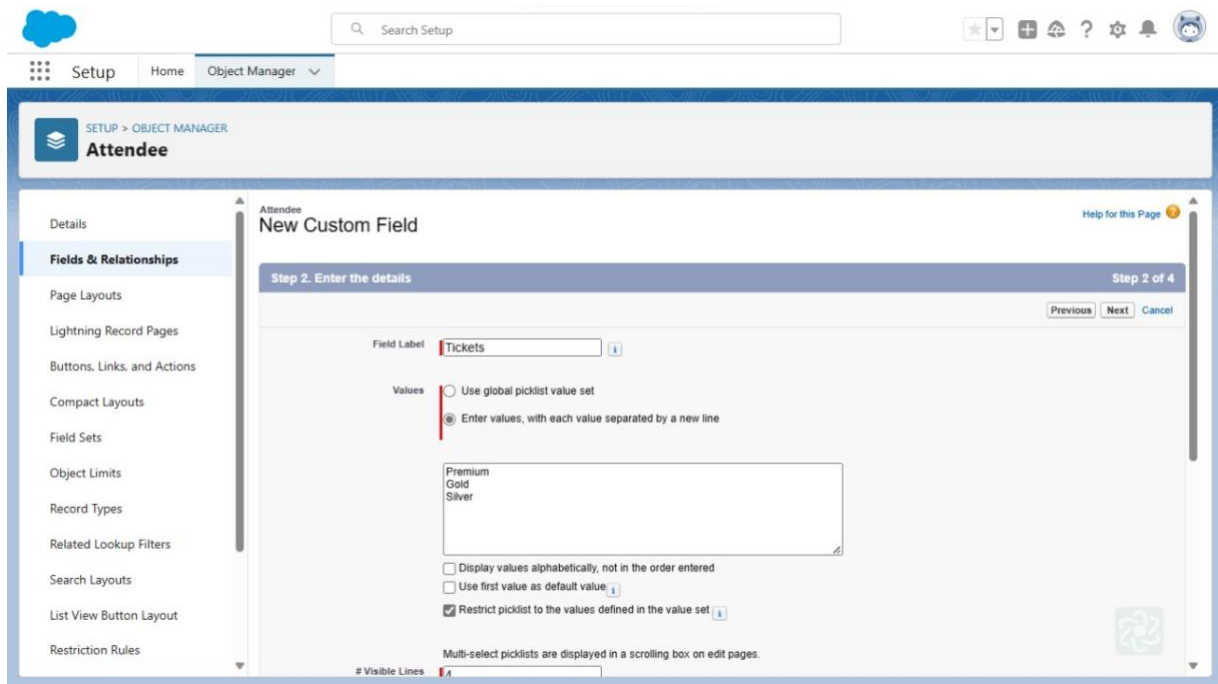 Search Setup
Setup Home Object Manager
SETUP > OBJECT MANAGER
Attendee
Details
Fields & Relationships
Page Layouts
Lightning Record Pages
Buttons, Links, and Actions
Compact Layouts
Field Sets
Object Limits
Record Types
Related Lookup Filters
Search Layouts
List View Button Layout
Restriction Rules
Attendee
New Custom Field
Help for this Page ?
Step 2. Enter the details Step 2 of 4
Previous Next Cancel
Field Label Tickets i
Values Use global picklist value set
Enter values, with each value separated by a new line
Premium
Gold
Silver
Display values alphabetically, not in the order entered
Use first value as default value i
Restrict picklist to the values defined in the value set i
Multi-select picklists are displayed in a scrolling box on edit pages.
# Visible Lines 4